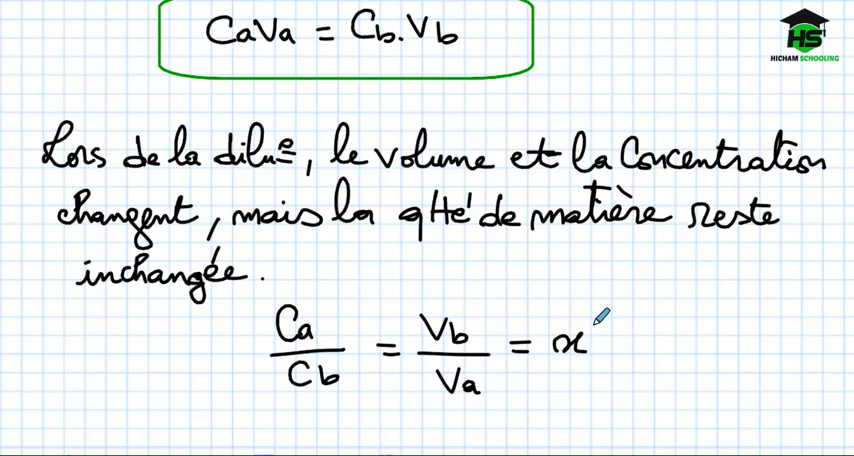 HS
HICHAM SCHOOLING
CaVa = Cb.Vb
Lors de la dilu°, le volume et la concentration
changent, mais la qtté de matière reste
inchangée.
Ca/Cb = Vb/Va = x